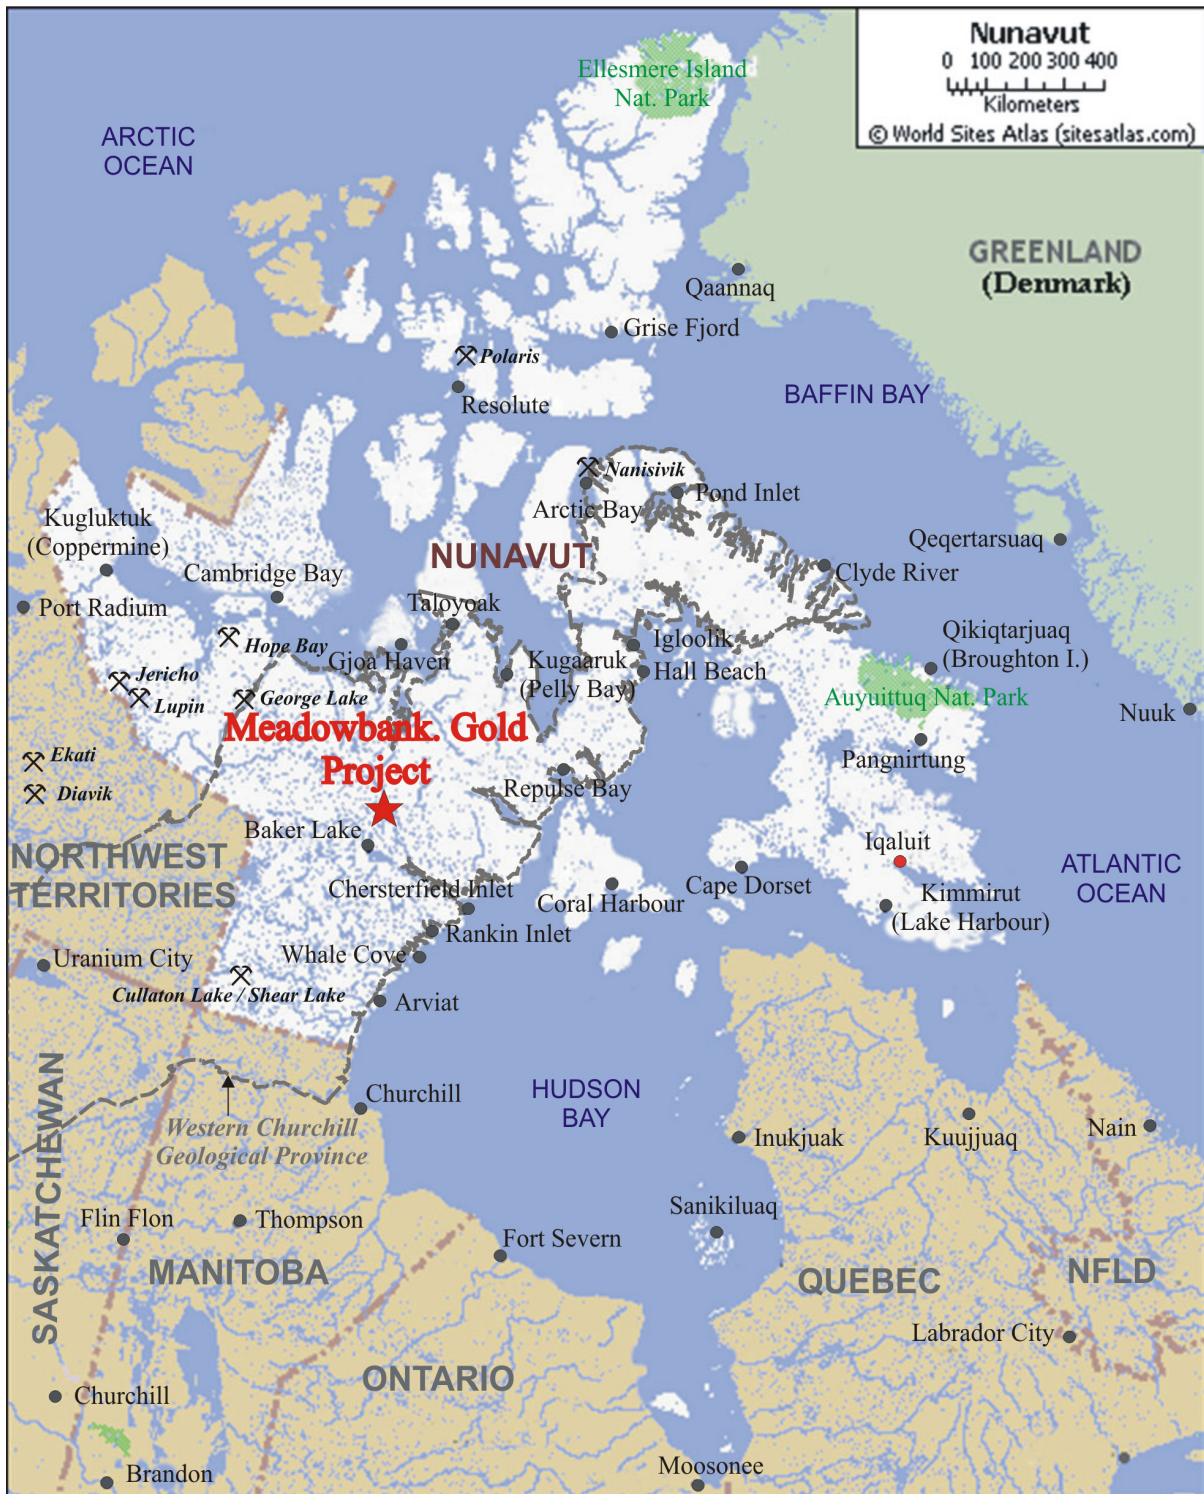 Nunavut
0 100 200 300 400
Kilometers
© World Sites Atlas (sitesatlas.com)
Ellesmere Island
Nat. Park
ARCTIC
OCEAN
GREENLAND
(Denmark)
Qaannaq
Grise Fjord
Polaris
Resolute
BAFFIN BAY
Nanisivik
Arctic Bay
Pond Inlet
Kugluktuk
(Coppermine)
Cambridge Bay
NUNAVUT
Qeqertarsuaq
Clyde River
Port Radium
Taloyoak
Hope Bay
Gjoa Haven
Igloolik
Kugaaruk
(Pelly Bay)
Hall Beach
Qikiqtarjuaq
(Broughton I.)
Jericho
Lupin
George Lake
Auyuittuq Nat. Park
Nuuk
Meadowbank. Gold
Project
Ekati
Diavik
Repulse Bay
Pangnirtung
Baker Lake
Iqaluit
NORTHWEST
TERRITORIES
Chersterfield Inlet
Coral Harbour
Cape Dorset
ATLANTIC
OCEAN
Kimmirut
(Lake Harbour)
Rankin Inlet
Whale Cove
Uranium City
Cullaton Lake / Shear Lake
Arviat
Churchill
HUDSON
BAY
Western Churchill
Geological Province
Inukjuak
Kuujjuaq
Nain
SASKATCHEWAN
Flin Flon
Thompson
Sanikiluaq
Fort Severn
MANITOBA
QUEBEC
NFLD
Labrador City
ONTARIO
Churchill
Brandon
Moosonee